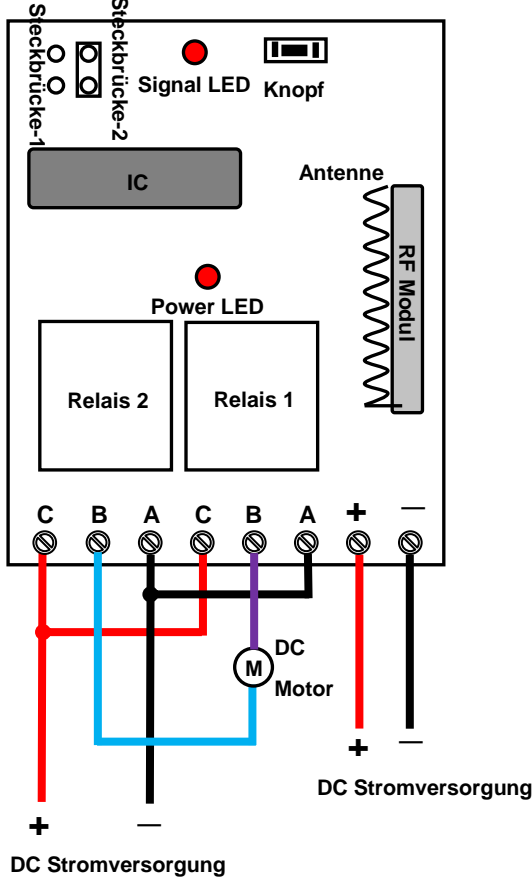 Steckbrücke-1
Steckbrücke-2
Signal LED
Knopf
IC
Antenne
RF Modul
Power LED
Relais 2
Relais 1
C B A C B A + —
DC
M
Motor
+ —
DC Stromversorgung
+ —
DC Stromversorgung